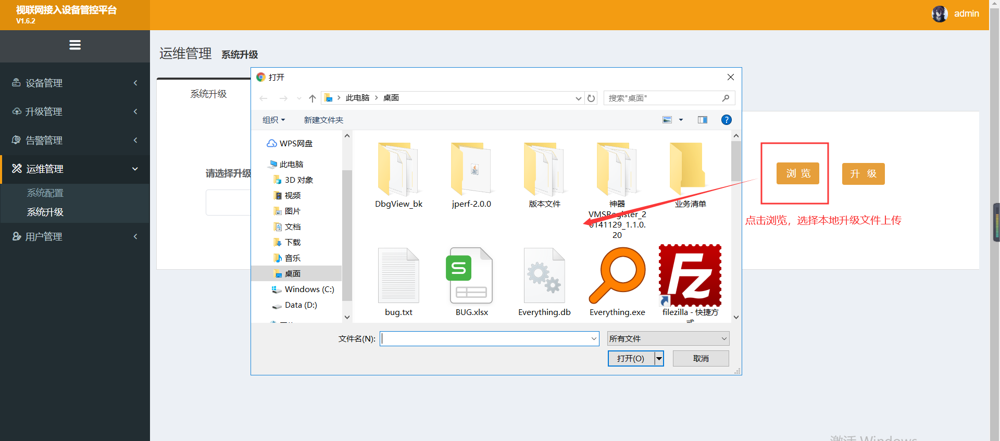 视联网接入设备管控平台
V1.6.2
admin
设备管理
升级管理
告警管理
运维管理
系统配置
系统升级
用户管理
运维管理 系统升级
系统升级
请选择升级
浏 览
升 级
点击浏览，选择本地升级文件上传
打开
此电脑 桌面
搜索"桌面"
组织
新建文件夹
WPS网盘
此电脑
3D 对象
视频
图片
文档
下载
音乐
桌面
Windows (C:)
Data (D:)
DbgView_bk
jperf-2.0.0
版本文件
神器
VMSRegister_2
0141129_1.1.0.
20
业务清单
bug.txt
BUG.xlsx
Everything.db
Everything.exe
filezilla - 快捷方
式
文件名(N):
所有文件
打开(O)
取消
激活 Windows